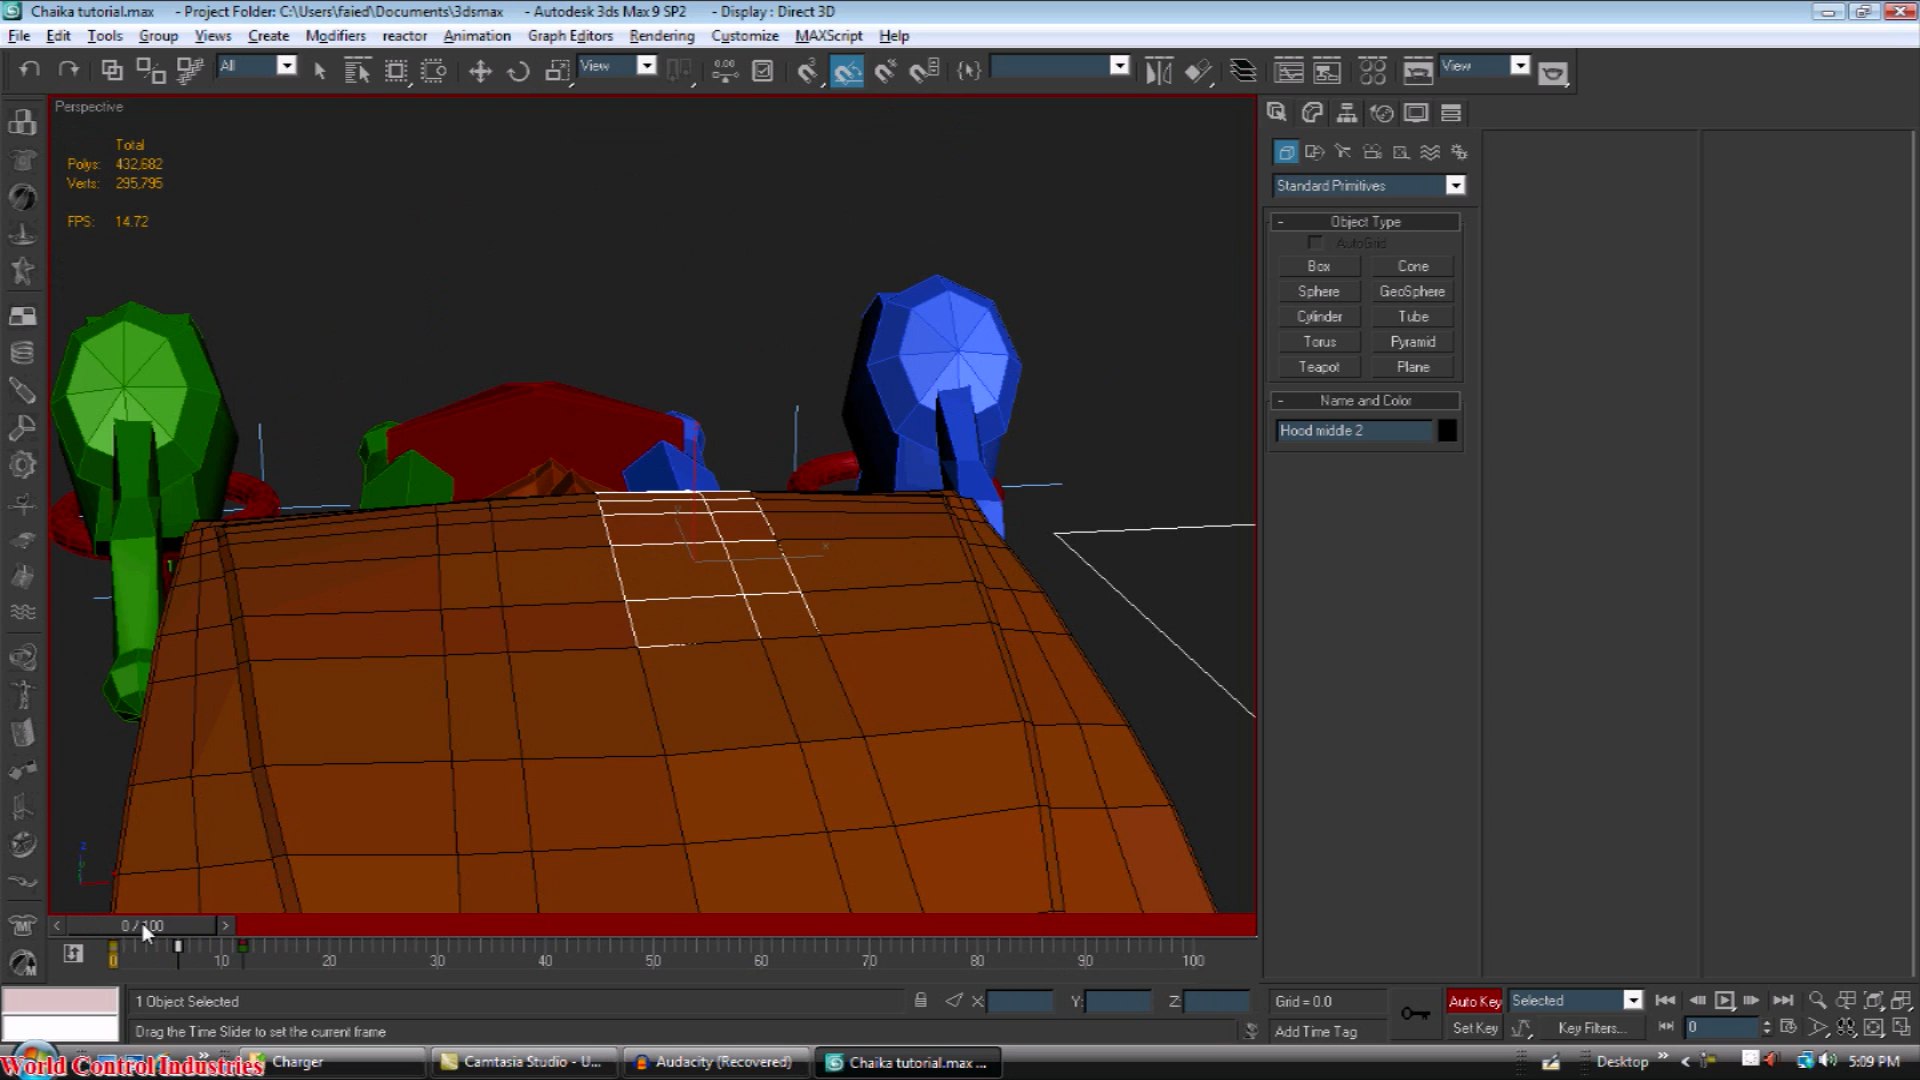 Chaika tutorial.max - Project Folder: C:\Users\faied\Documents\3dsmax - Autodesk 3ds Max 9 SP2 - Display : Direct 3D
File Edit Tools Group Views Create Modifiers reactor Animation Graph Editors Rendering Customize MAXScript Help
All View View
Perspective
Total
Polys: 432,682
Verts: 295,795
FPS: 14.72
Standard Primitives
- Object Type
AutoGrid
Box Cone
Sphere GeoSphere
Cylinder Tube
Torus Pyramid
Teapot Plane
- Name and Color
Hood middle 2
< 0 / 100 >
0 10 20 30 40 50 60 70 80 90 100
1 Object Selected X: Y: Z: Grid = 0.0 Auto Key Selected
Drag the Time Slider to set the current frame Add Time Tag Set Key Key Filters... 0
World Control Industries Charger Camtasia Studio - U... Audacity (Recovered) Chaika tutorial.max ... Desktop » < 5:09 PM